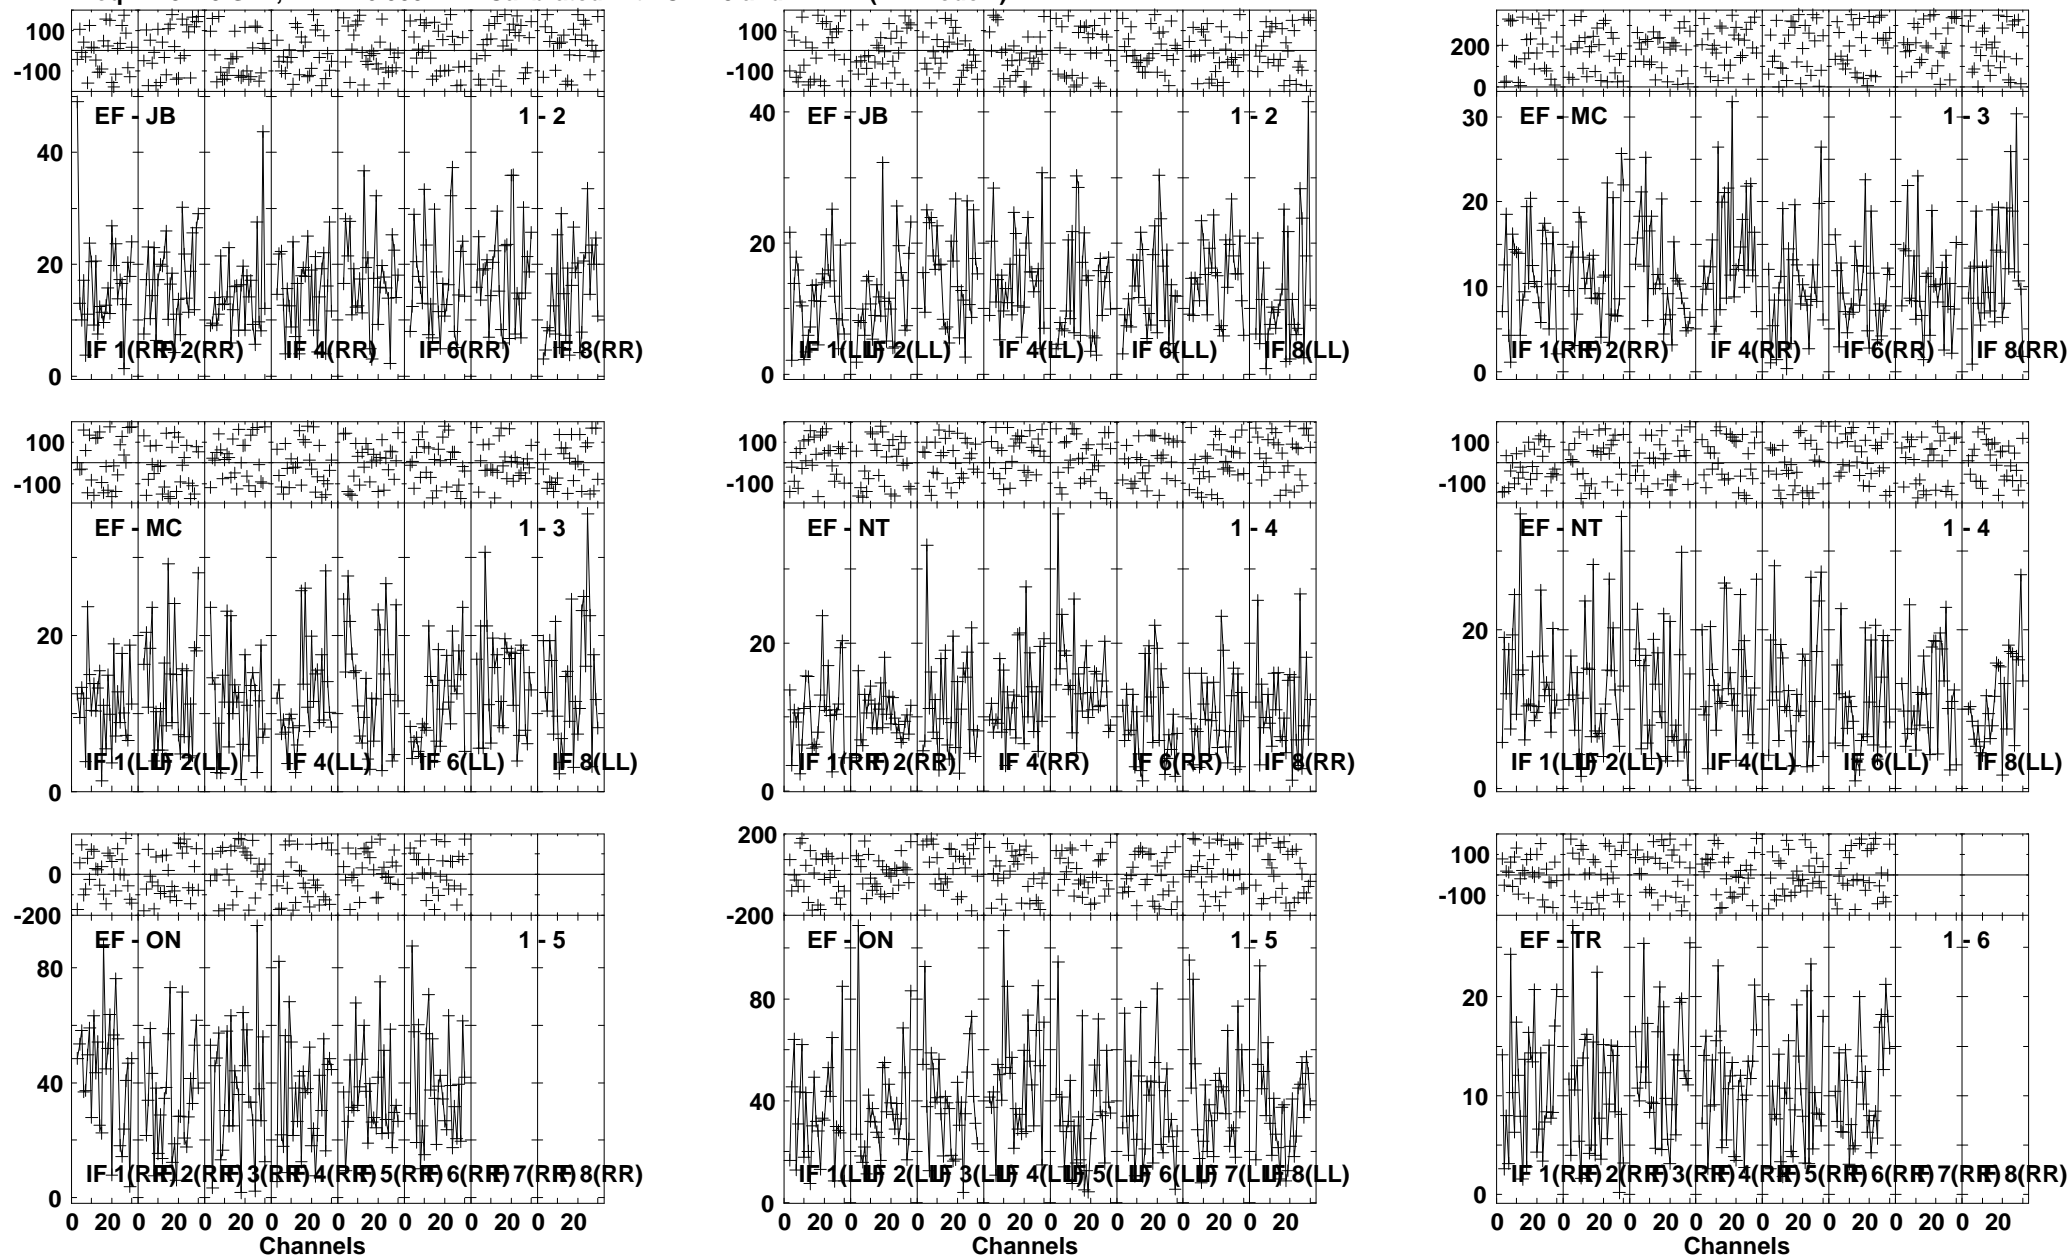 100
-100
EF - JB 1 - 2
40
20
0
IF 1(RR) IF 2(RR) IF 4(RR) IF 6(RR) IF 8(RR)
100
-100
EF - JB 1 - 2
40
20
0
IF 1(LL) IF 2(LL) IF 4(LL) IF 6(LL) IF 8(LL)
200
0
EF - MC 1 - 3
30
20
10
0
IF 1(RR) IF 2(RR) IF 4(RR) IF 6(RR) IF 8(RR)
100
-100
EF - MC 1 - 3
20
0
IF 1(LL) IF 2(LL) IF 4(LL) IF 6(LL) IF 8(LL)
100
-100
EF - NT 1 - 4
20
0
IF 1(RR) IF 2(RR) IF 4(RR) IF 6(RR) IF 8(RR)
100
-100
EF - NT 1 - 4
20
0
IF 1(LL) IF 2(LL) IF 4(LL) IF 6(LL) IF 8(LL)
0
-200
EF - ON 1 - 5
80
40
0
IF 1(RR) IF 2(RR) IF 3(RR) IF 4(RR) IF 5(RR) IF 6(RR) IF 7(RR) IF 8(RR)
0 20 0 20 0 20 0 20 0 20 0 20 0 20 0 20
Channels
200
0
-200
EF - ON 1 - 5
80
40
0
IF 1(LL) IF 2(LL) IF 3(LL) IF 4(LL) IF 5(LL) IF 6(LL) IF 7(LL) IF 8(LL)
0 20 0 20 0 20 0 20 0 20 0 20 0 20 0 20
Channels
100
-100
EF - TR 1 - 6
20
10
0
IF 1(RR) IF 2(RR) IF 3(RR) IF 4(RR) IF 5(RR) IF 6(RR) IF 7(RR) IF 8(RR)
0 20 0 20 0 20 0 20 0 20 0 20 0 20 0 20
Channels